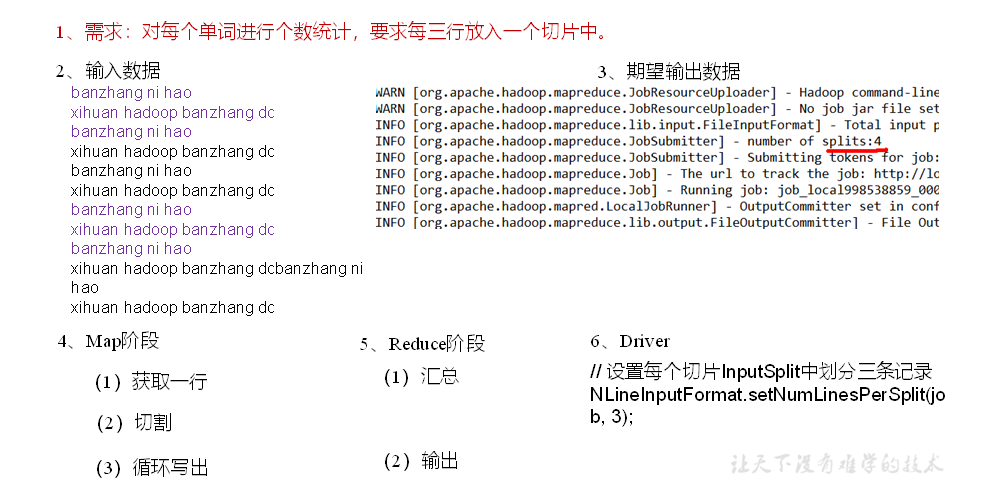 1、需求：对每个单词进行个数统计，要求每三行放入一个切片中。
2、输入数据
banzhang ni hao
xihuan hadoop banzhang dc
banzhang ni hao
xihuan hadoop banzhang dc
banzhang ni hao
xihuan hadoop banzhang dc
banzhang ni hao
xihuan hadoop banzhang dc
banzhang ni hao
xihuan hadoop banzhang dcbanzhang ni
hao
xihuan hadoop banzhang dc
3、期望输出数据
WARN [org.apache.hadoop.mapreduce.JobResourceUploader] - Hadoop command-line
WARN [org.apache.hadoop.mapreduce.JobResourceUploader] - No job jar file set
INFO [org.apache.hadoop.mapreduce.lib.input.FileInputFormat] - Total input p
INFO [org.apache.hadoop.mapreduce.JobSubmitter] - number of splits:4
INFO [org.apache.hadoop.mapreduce.JobSubmitter] - Submitting tokens for job:
INFO [org.apache.hadoop.mapreduce.Job] - The url to track the job: http://lo
INFO [org.apache.hadoop.mapreduce.Job] - Running job: job_local998538859_000
INFO [org.apache.hadoop.mapred.LocalJobRunner] - OutputCommitter set in conf
INFO [org.apache.hadoop.mapreduce.lib.output.FileOutputCommitter] - File Out
4、Map阶段
（1）获取一行
（2）切割
（3）循环写出
5、Reduce阶段
（1）汇总
（2）输出
6、Driver
// 设置每个切片InputSplit中划分三条记录
NLineInputFormat.setNumLinesPerSplit(jo
b, 3);
让天下没有难学的技术